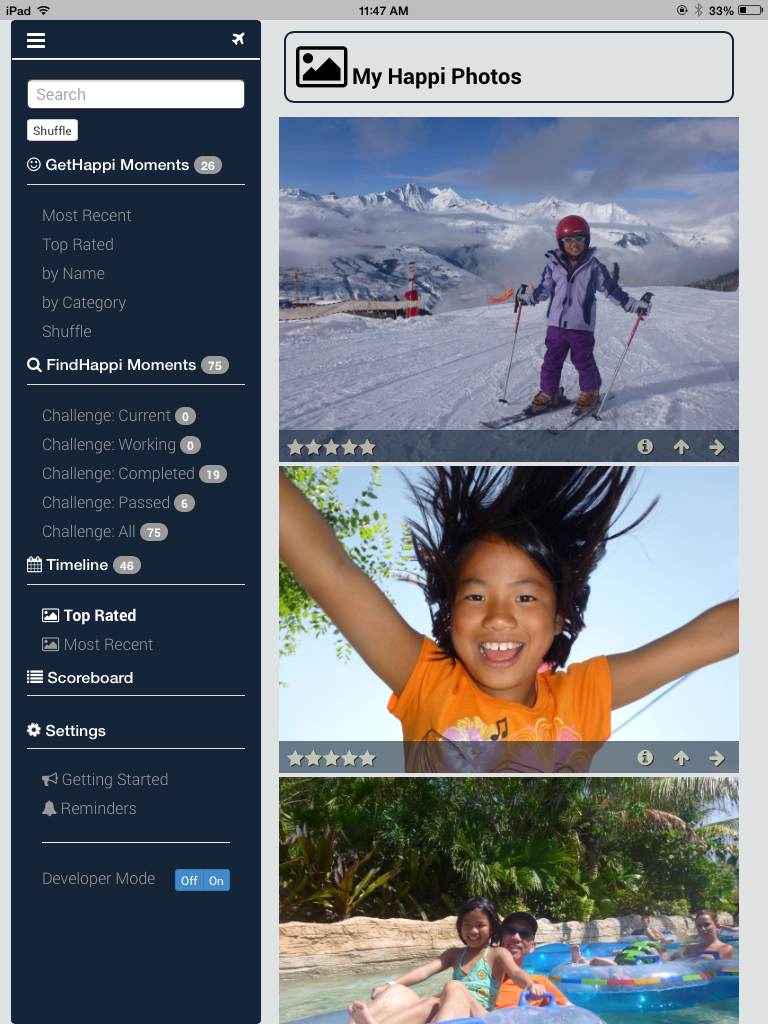 iPad 11:47 AM 33%
Search
Shuffle
GetHappi Moments 26
Most Recent
Top Rated
by Name
by Category
Shuffle
FindHappi Moments 75
Challenge: Current 0
Challenge: Working 0
Challenge: Completed 19
Challenge: Passed 6
Challenge: All 75
Timeline 46
Top Rated
Most Recent
Scoreboard
Settings
Getting Started
Reminders
Developer Mode Off On
My Happi Photos